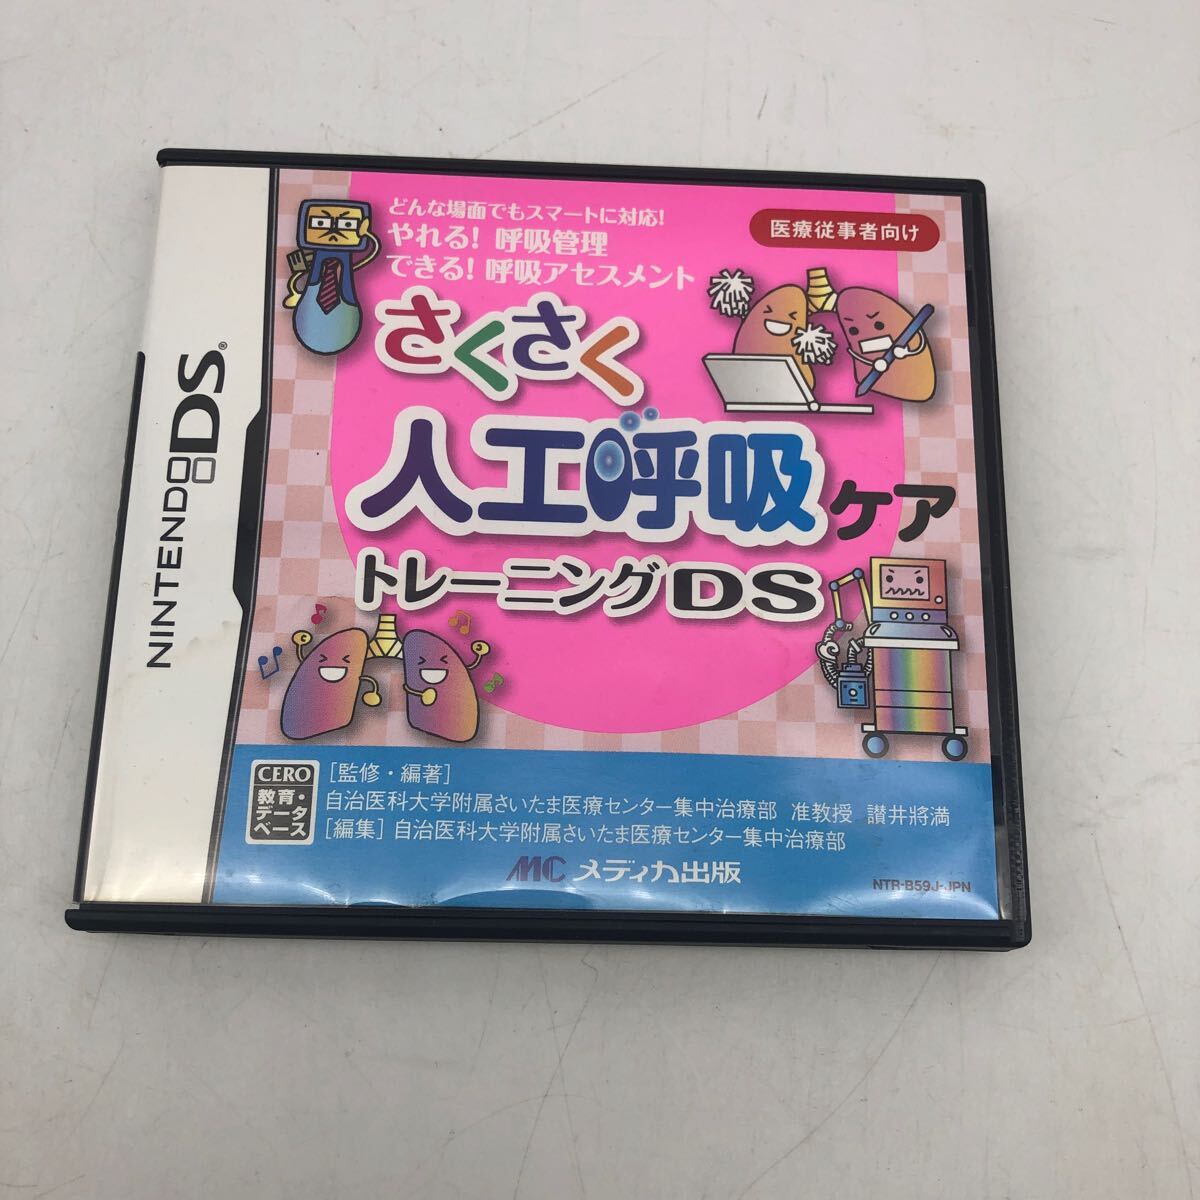 NINTENDO DS®
どんな場面でもスマートに対応!
やれる! 呼吸管理
できる! 呼吸アセスメント
医療従事者向け
さくさく
人工呼吸ケア
トレーニングDS
CERO
教育・
データ
ベース
[監修・編著]
自治医科大学附属さいたま医療センター集中治療部 准教授 讃井將満
[編集] 自治医科大学附属さいたま医療センター集中治療部
MC メディカ出版
NTR-B59J-JPN